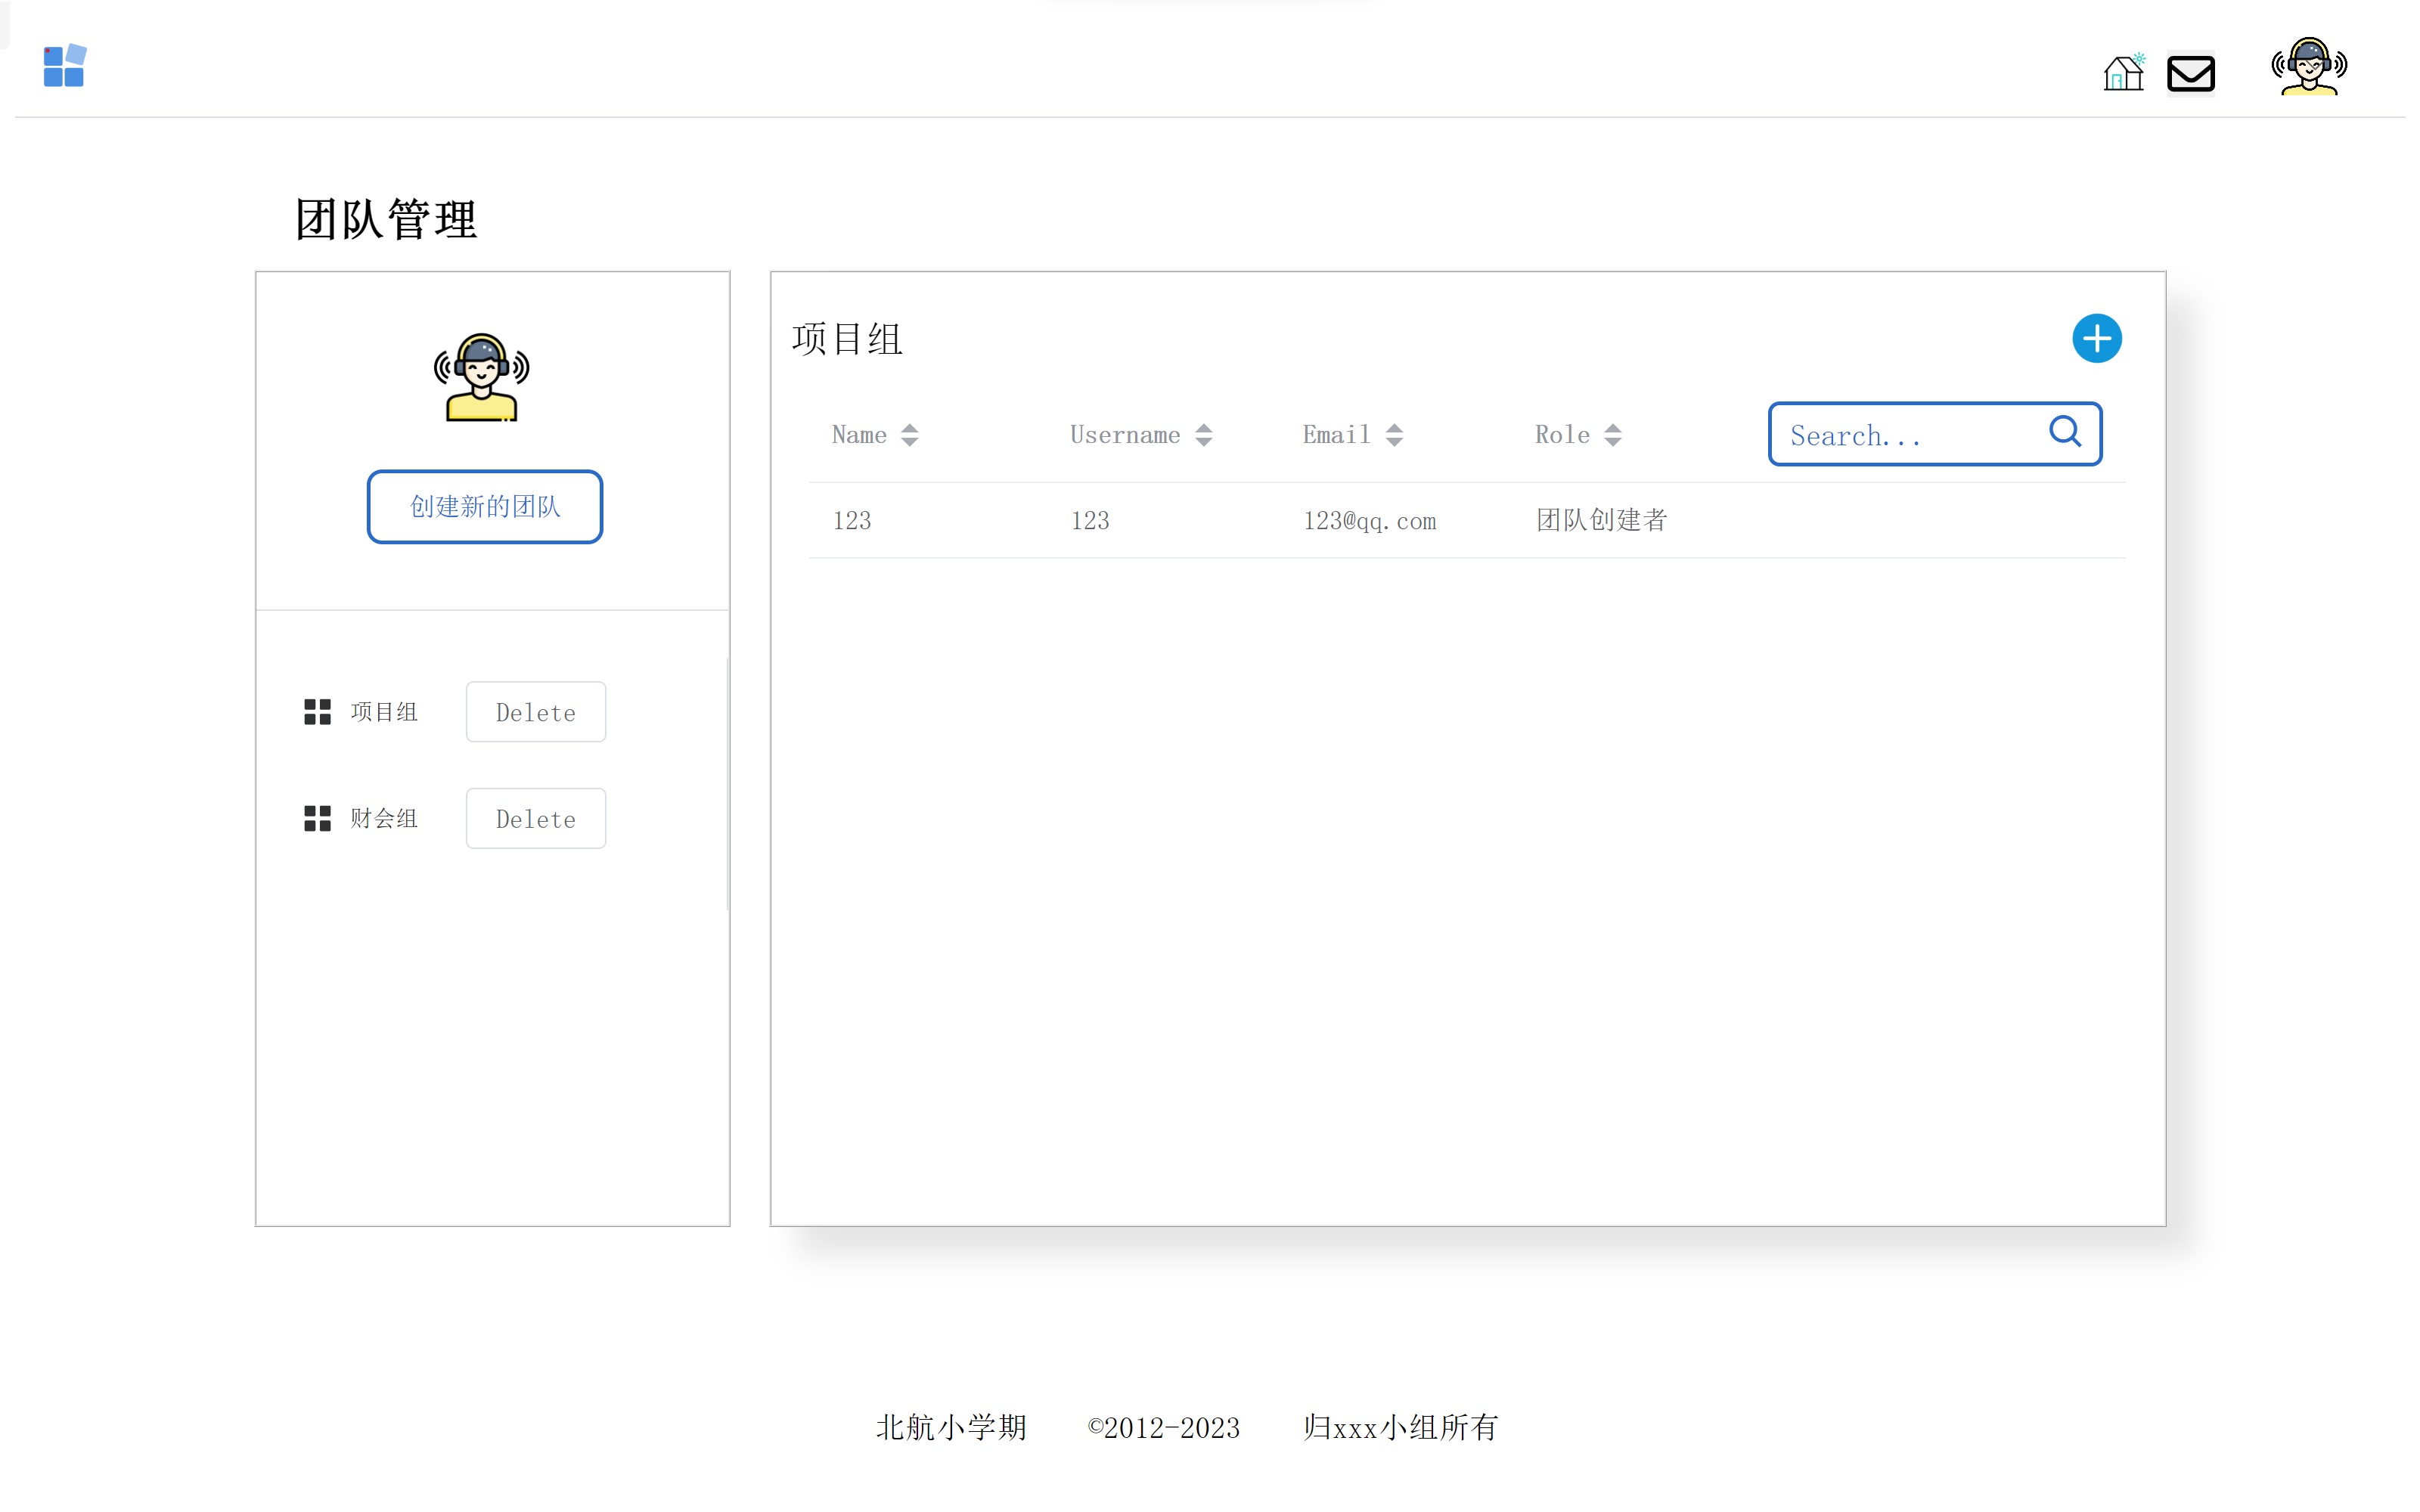 团队管理
创建新的团队
项目组 Delete
财会组 Delete
项目组
Name Username Email Role Search...
123 123 123@qq.com 团队创建者
北航小学期 ©2012-2023 归xxx小组所有